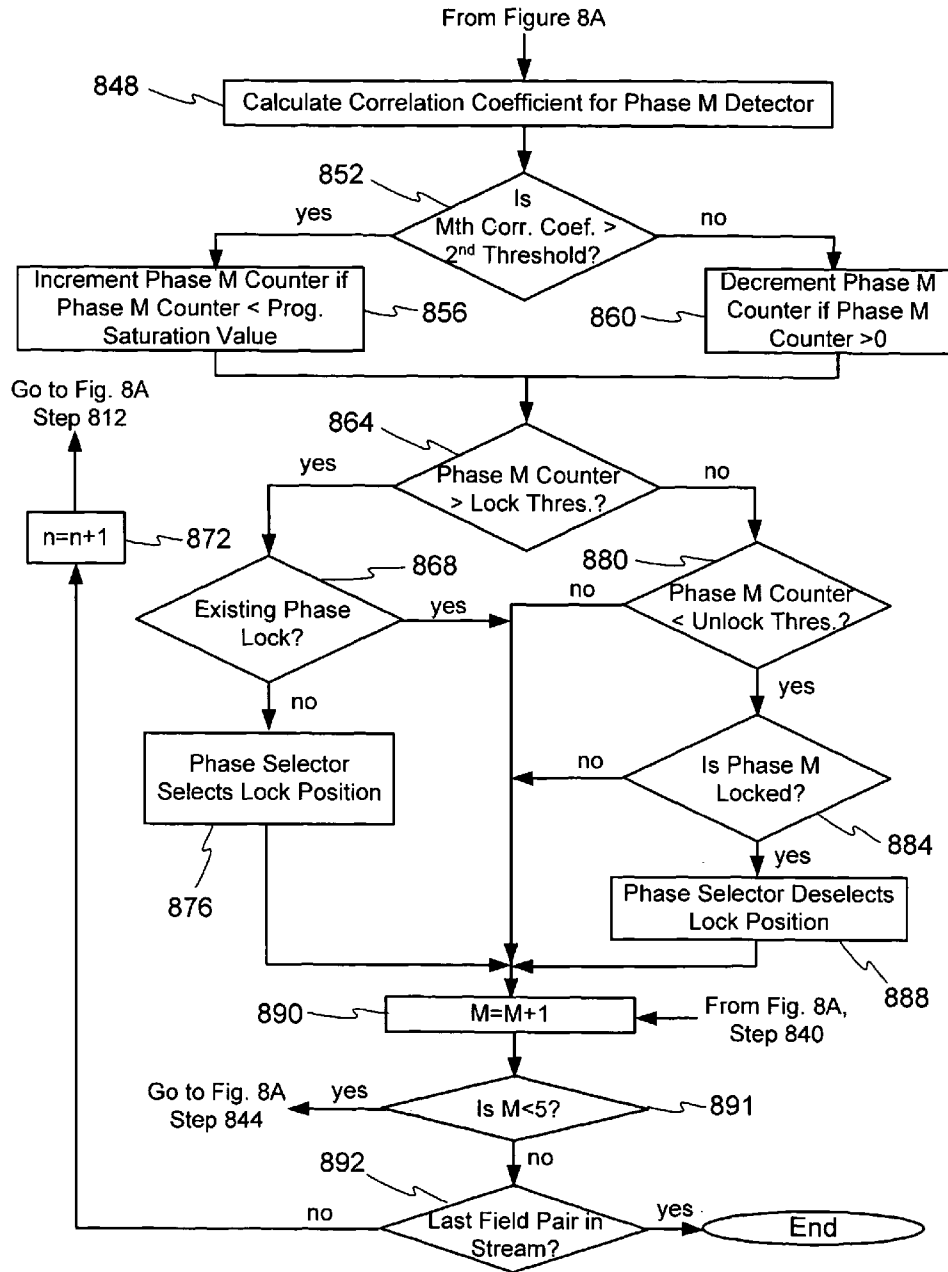 From Figure 8A
848
Calculate Correlation Coefficient for Phase M Detector
852
Is
Mth Corr. Coef. >
2nd Threshold?
yes
no
Increment Phase M Counter if
Phase M Counter < Prog.
Saturation Value
856
860
Decrement Phase M
Counter if Phase M
Counter >0
Go to Fig. 8A
Step 812
864
Phase M Counter
> Lock Thres.?
yes
no
n=n+1
872
868
Existing Phase
Lock?
yes
no
880
Phase M Counter
< Unlock Thres.?
no
yes
Phase Selector
Selects Lock Position
876
Is Phase M
Locked?
no
884
yes
Phase Selector Deselects
Lock Position
888
890
M=M+1
From Fig. 8A,
Step 840
Go to Fig. 8A
Step 844
yes
Is M<5?
891
no
892
Last Field Pair in
Stream?
no
yes
End